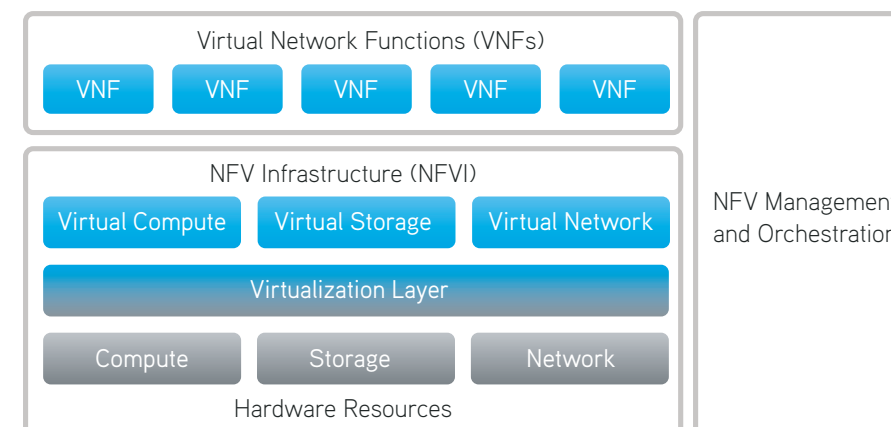 Virtual Network Functions (VNFs)
VNF VNF VNF VNF VNF
NFV Infrastructure (NFVI)
Virtual Compute Virtual Storage Virtual Network
Virtualization Layer
Compute Storage Network
Hardware Resources
NFV Managemen
and Orchestration